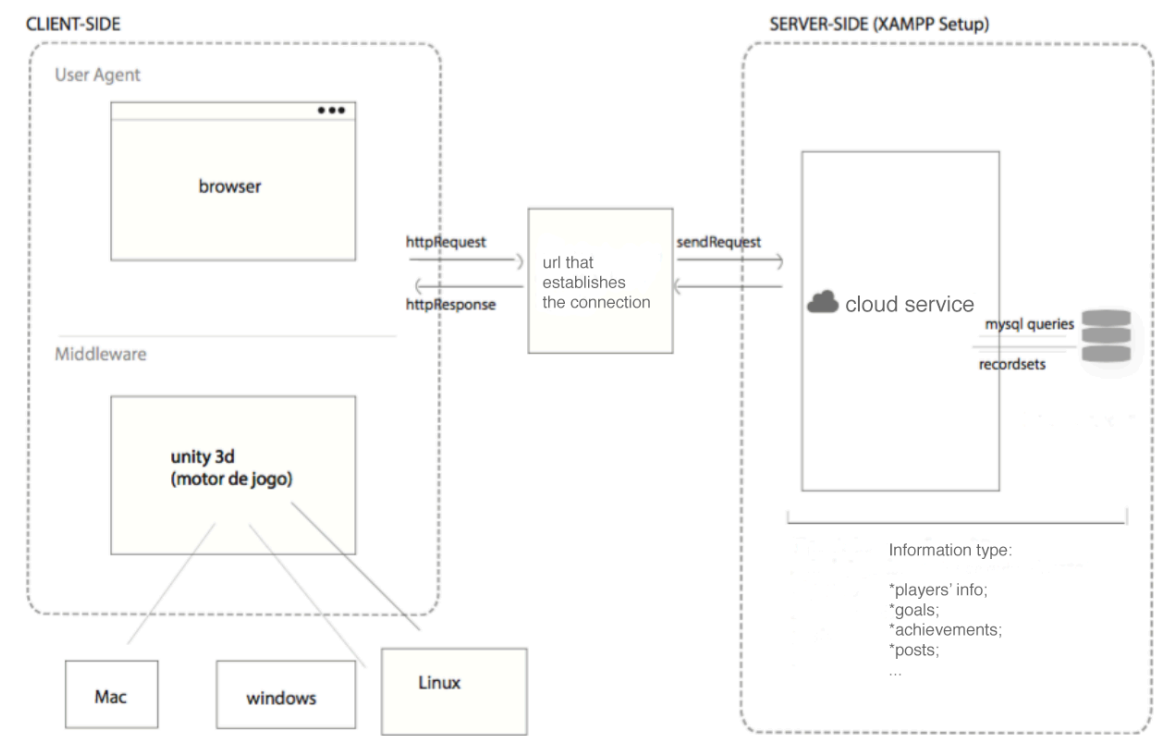 CLIENT-SIDE
User Agent
browser
Middleware
unity 3d
(motor de jogo)
Mac
windows
Linux
httpRequest
httpResponse
url that
establishes
the connection
sendRequest
SERVER-SIDE (XAMPP Setup)
cloud service
mysql queries
recordsets
Information type:
*players' info;
*goals;
*achievements;
*posts;
...